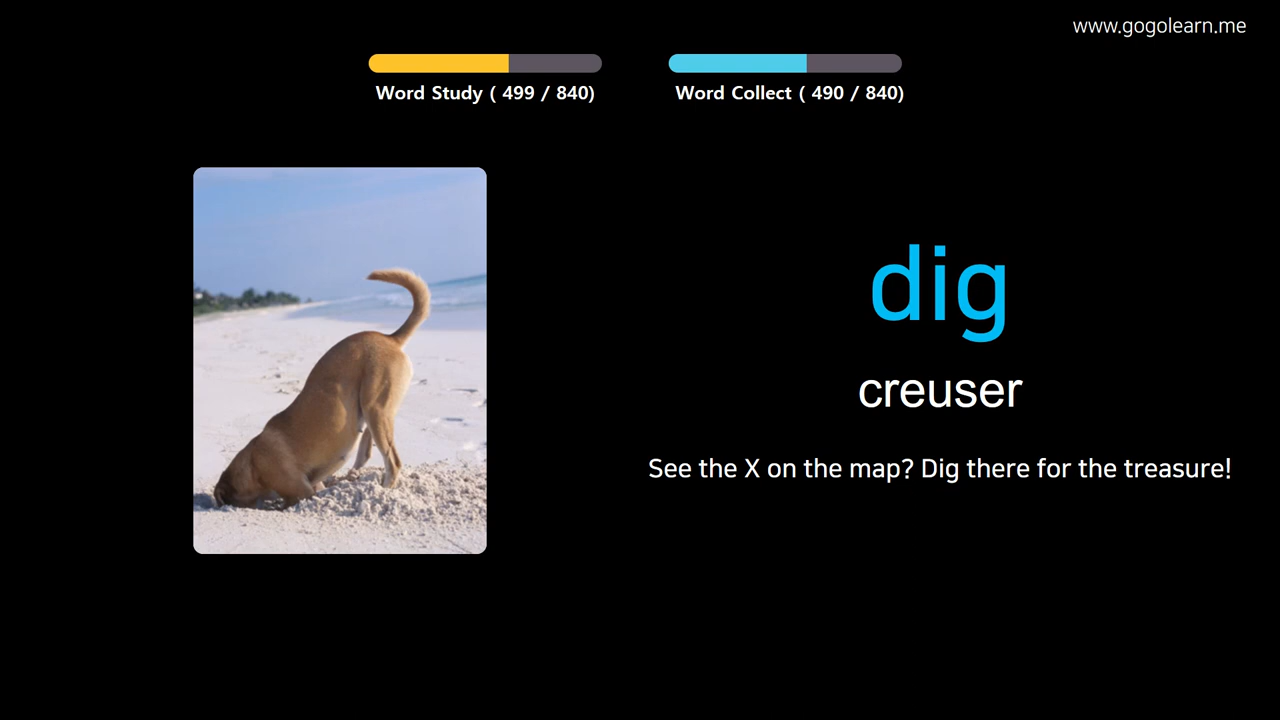 www.gogolearn.me
Word Study ( 499 / 840)
Word Collect ( 490 / 840)
dig
creuser
See the X on the map? Dig there for the treasure!